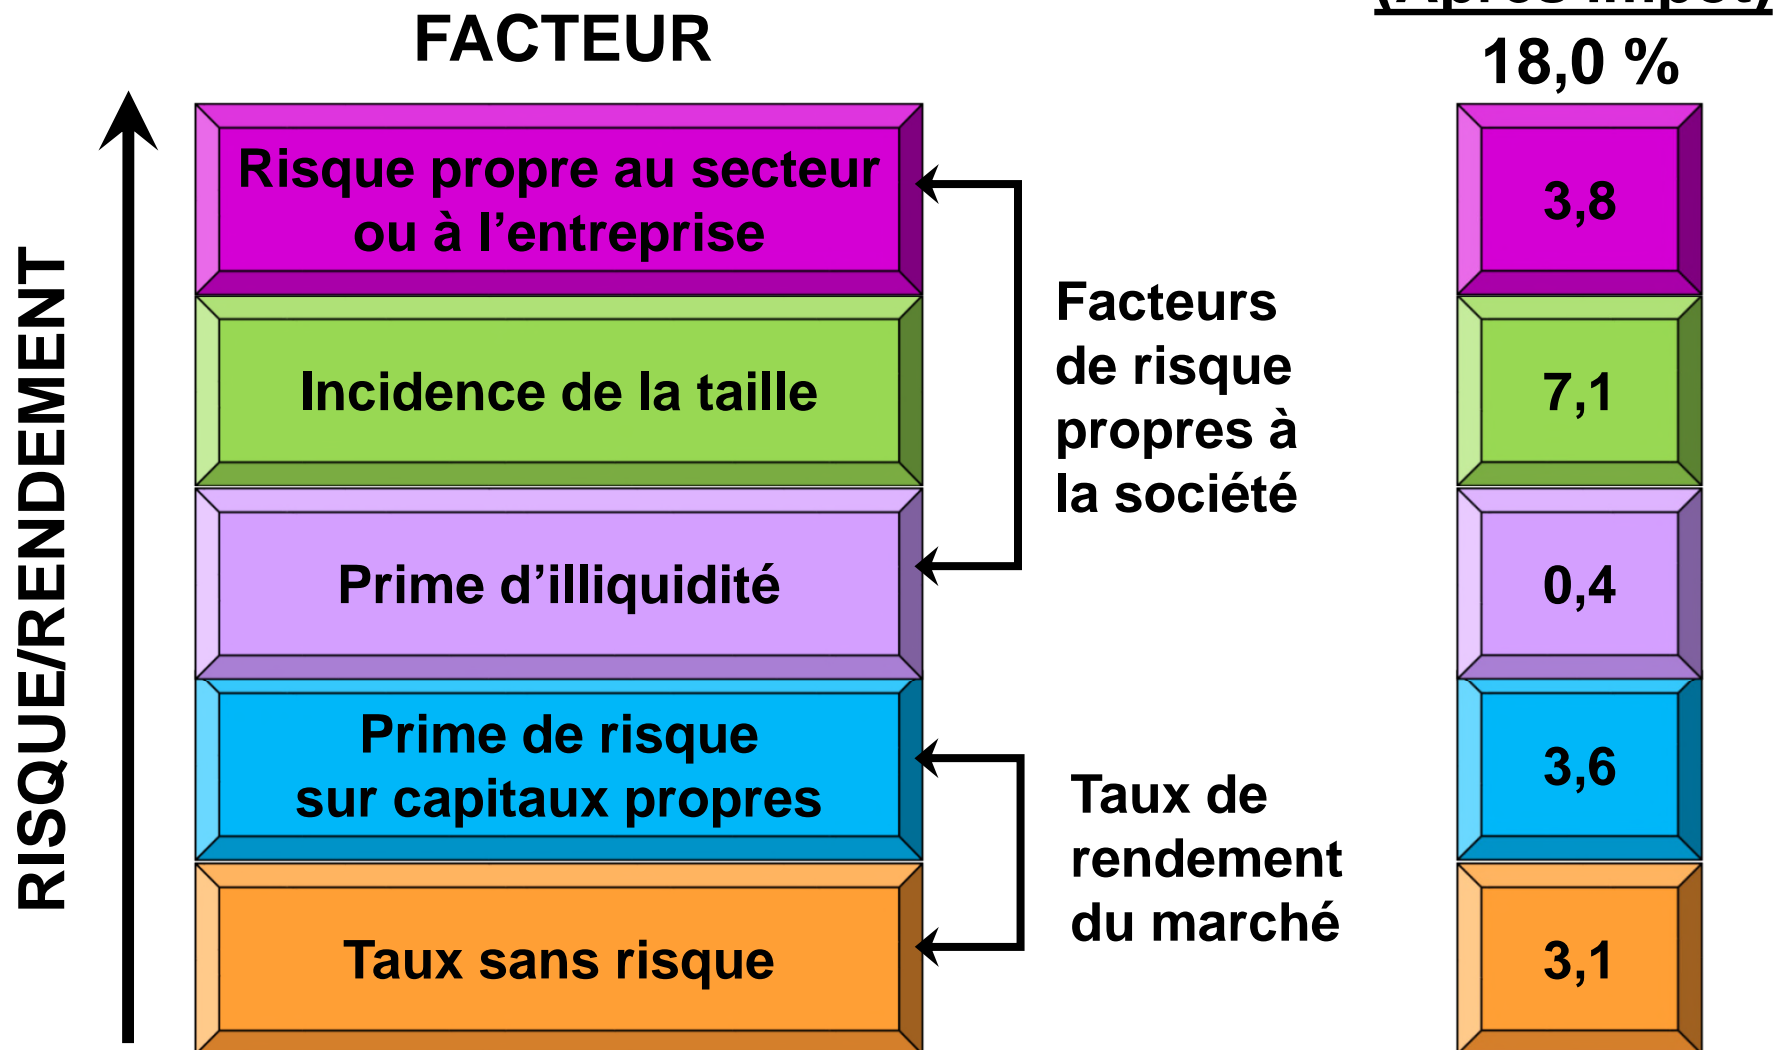 (Après impôt)
FACTEUR
18,0 %
RISQUE/RENDEMENT
Risque propre au secteur
ou à l’entreprise
3,8
Incidence de la taille
7,1
Facteurs
de risque
propres à
la société
Prime d’illiquidité
0,4
Prime de risque
sur capitaux propres
3,6
Taux de
rendement
du marché
Taux sans risque
3,1